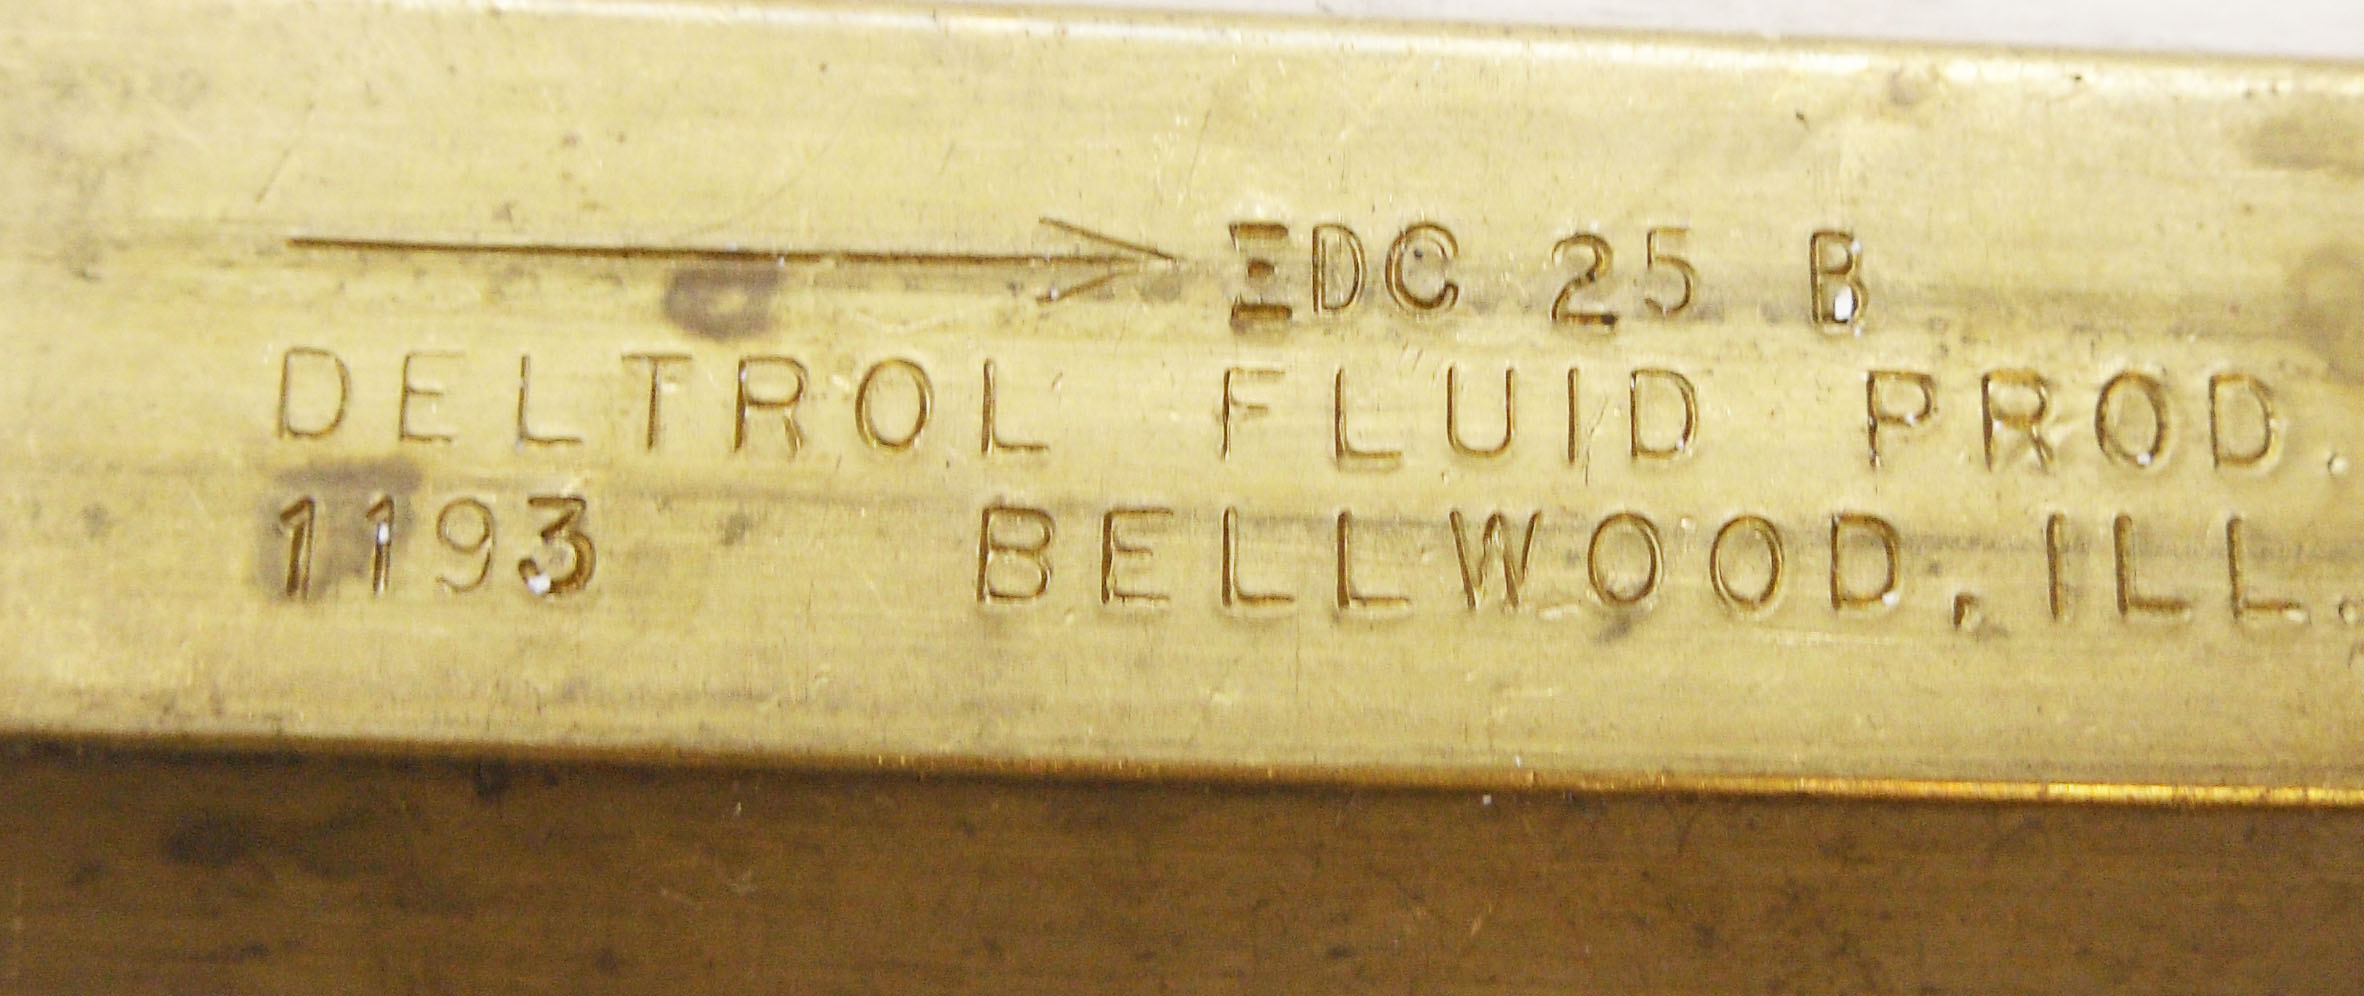 EDC 25 B
DELTROL FLUID PROD.
1193 BELLWOOD, ILL.